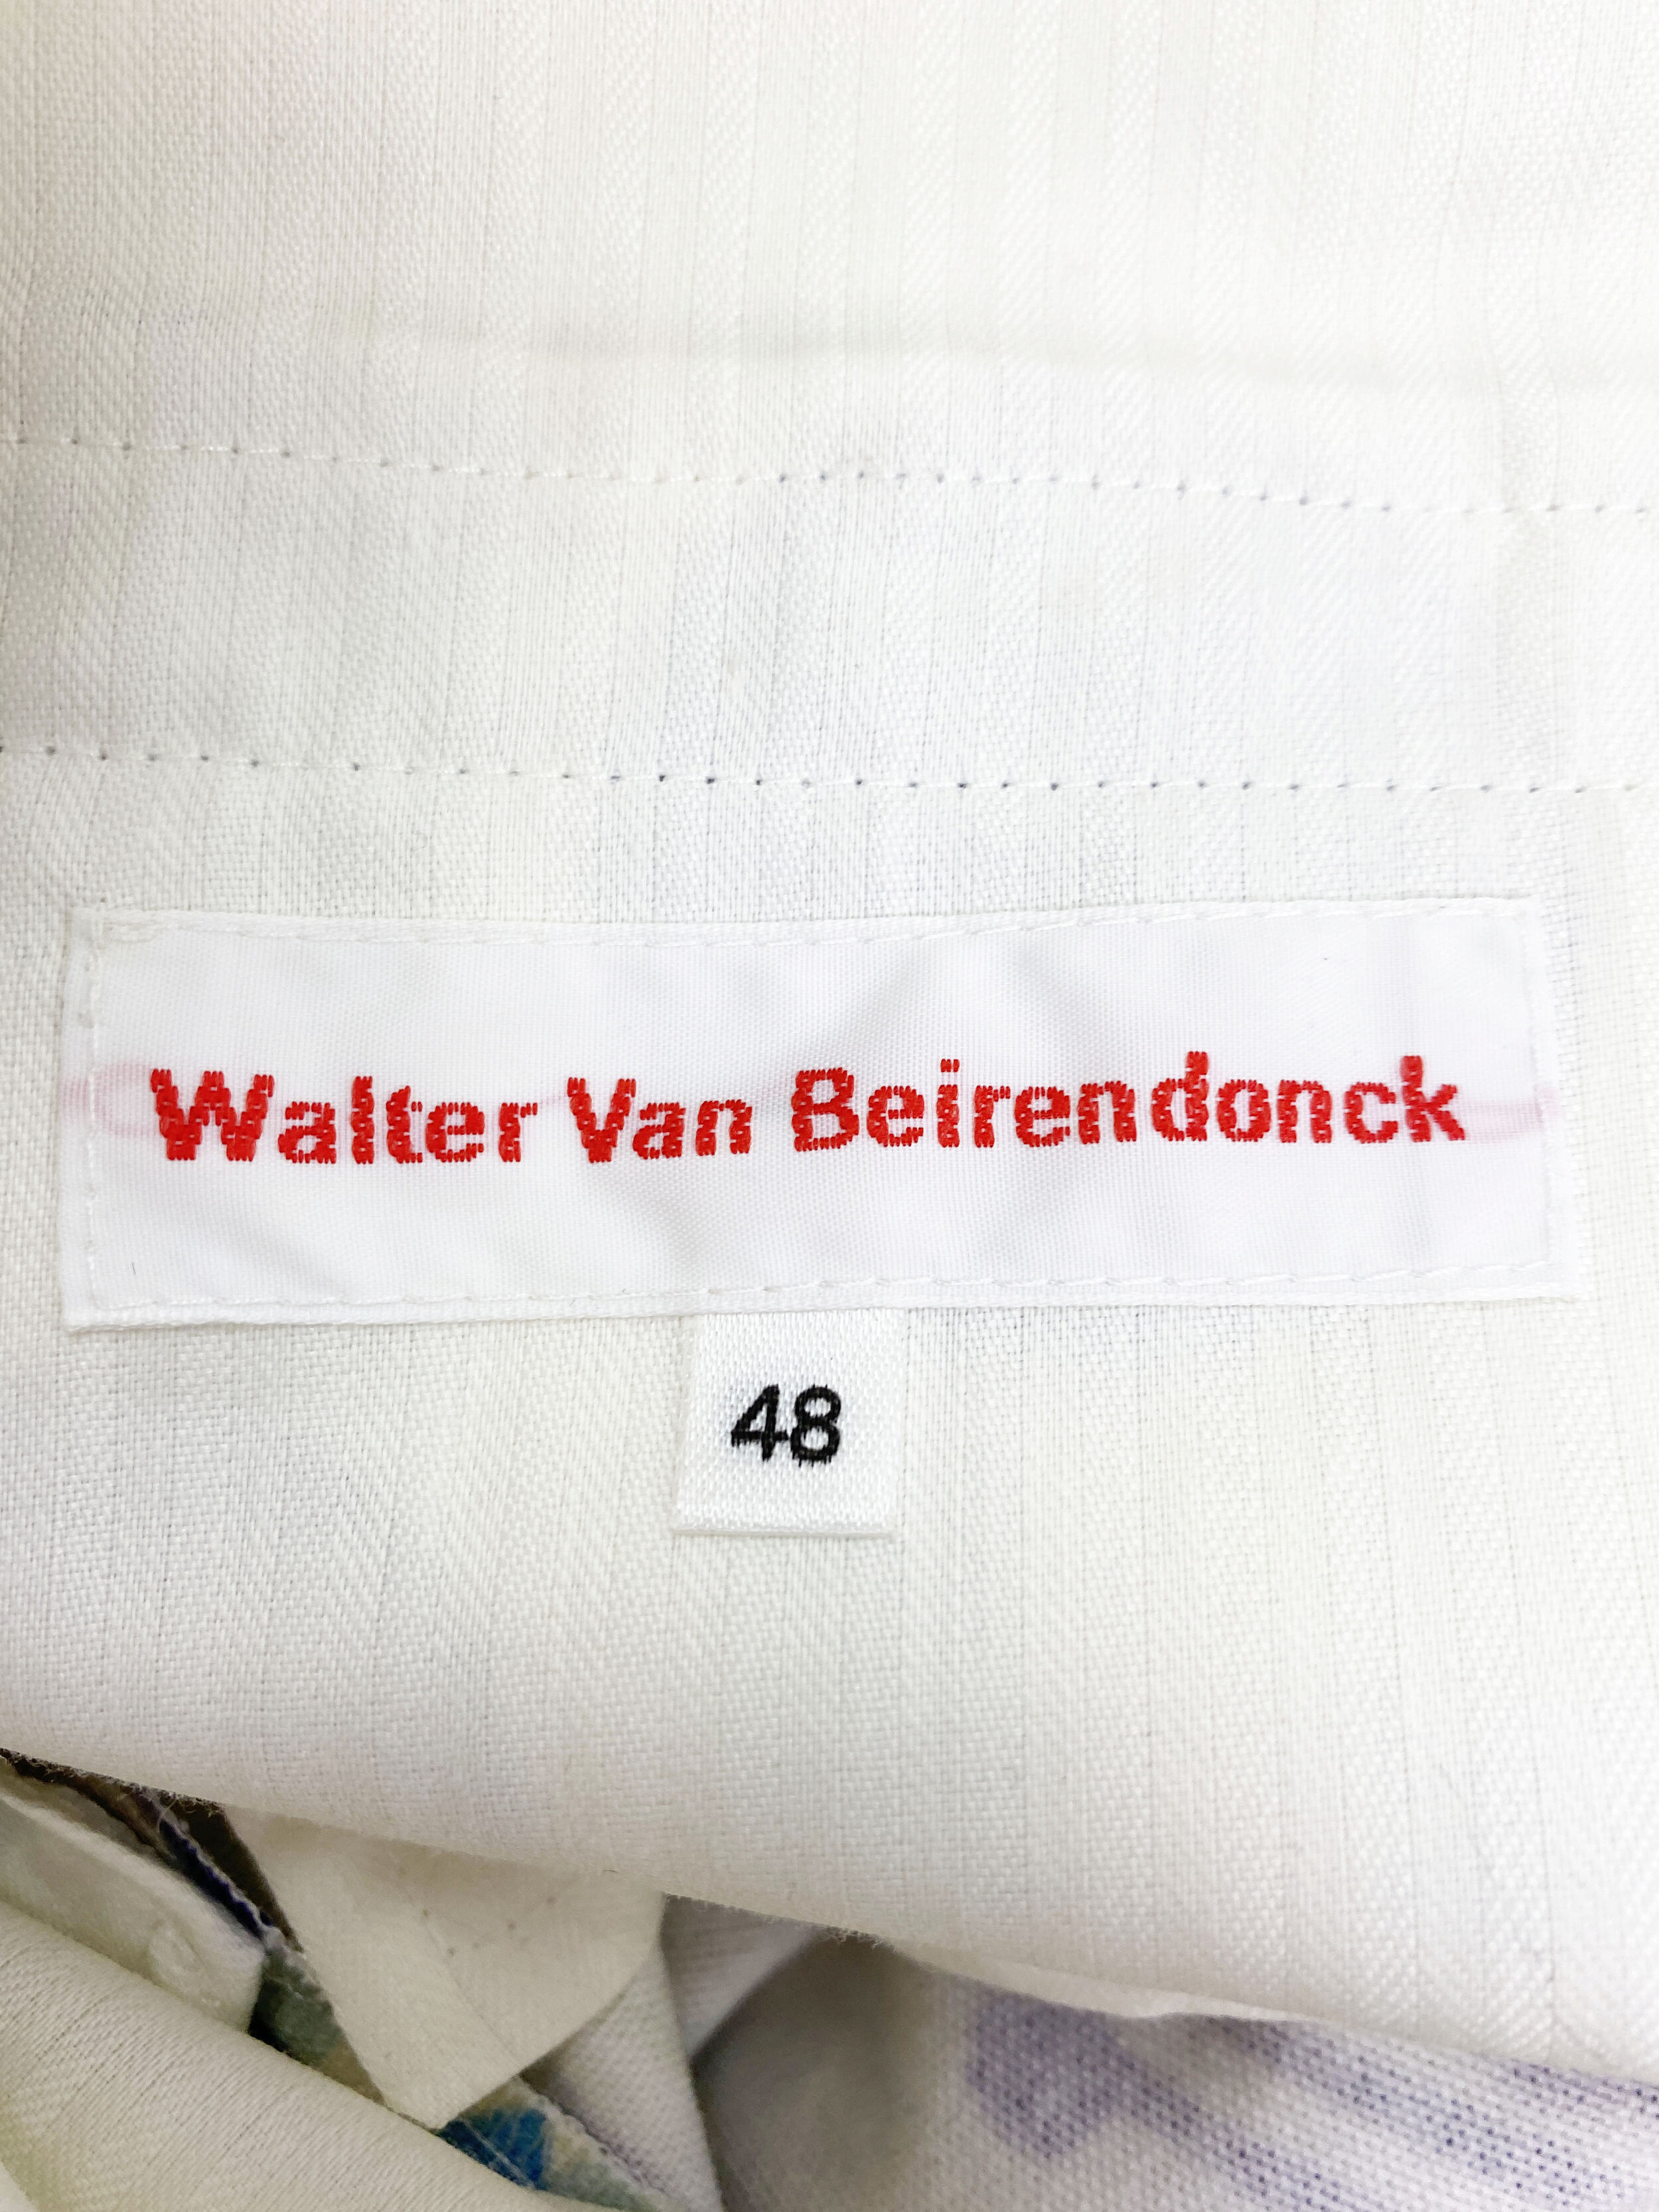 Walter Van Beirendonck
48